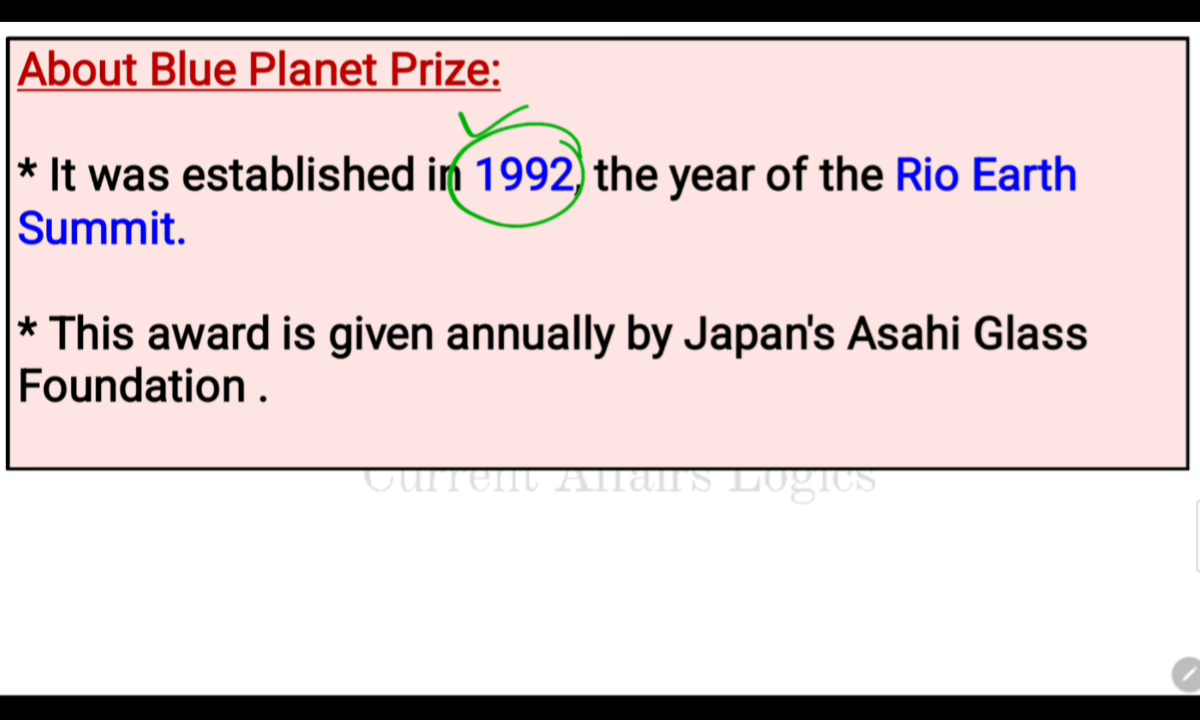 About Blue Planet Prize:
* It was established in 1992, the year of the Rio Earth
Summit.
* This award is given annually by Japan's Asahi Glass
Foundation .
Current Affairs Logics